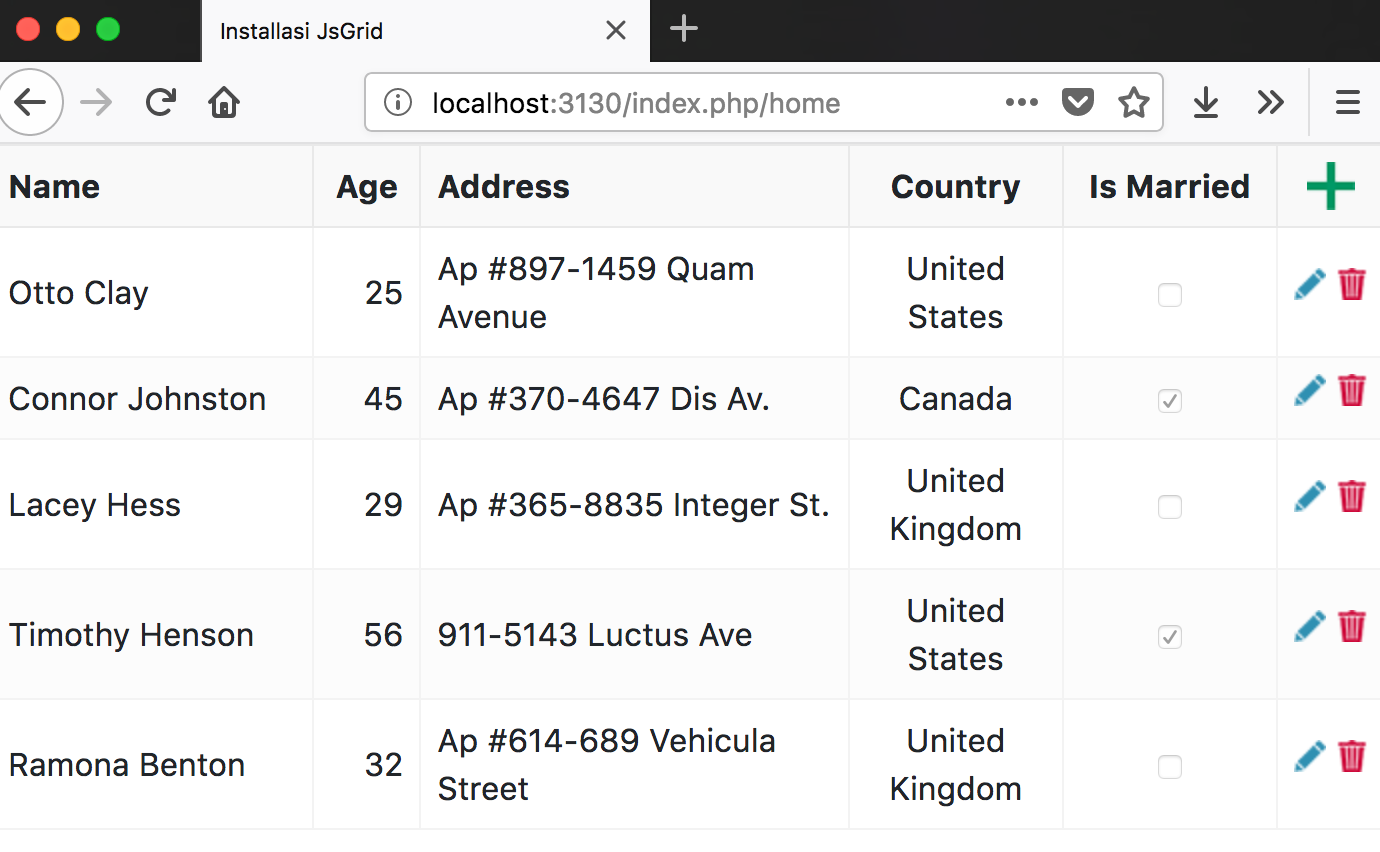 Installasi JsGrid
localhost:3130/index.php/home
Name Age Address Country Is Married
Otto Clay 25 Ap #897-1459 Quam Avenue United States
Connor Johnston 45 Ap #370-4647 Dis Av. Canada
Lacey Hess 29 Ap #365-8835 Integer St. United Kingdom
Timothy Henson 56 911-5143 Luctus Ave United States
Ramona Benton 32 Ap #614-689 Vehicula Street United Kingdom